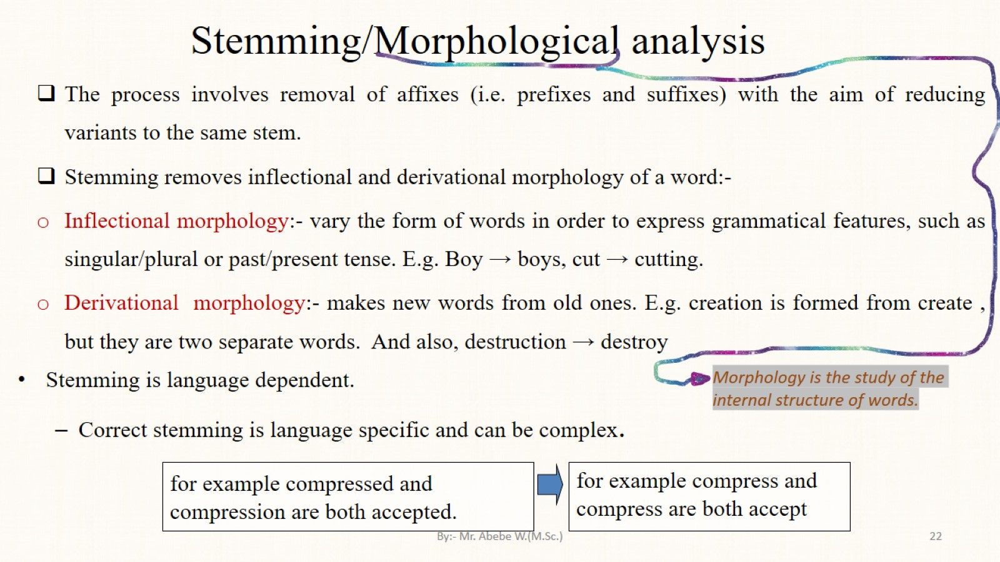 Stemming/Morphological analysis
❑ The process involves removal of affixes (i.e. prefixes and suffixes) with the aim of reducing
variants to the same stem.
❑ Stemming removes inflectional and derivational morphology of a word:-
o Inflectional morphology:- vary the form of words in order to express grammatical features, such as
singular/plural or past/present tense. E.g. Boy → boys, cut → cutting.
o Derivational morphology:- makes new words from old ones. E.g. creation is formed from create ,
but they are two separate words. And also, destruction → destroy
• Stemming is language dependent.
Morphology is the study of the
internal structure of words.
– Correct stemming is language specific and can be complex.
for example compressed and
compression are both accepted.
for example compress and
compress are both accept
By:- Mr. Abebe W.(M.Sc.)
22